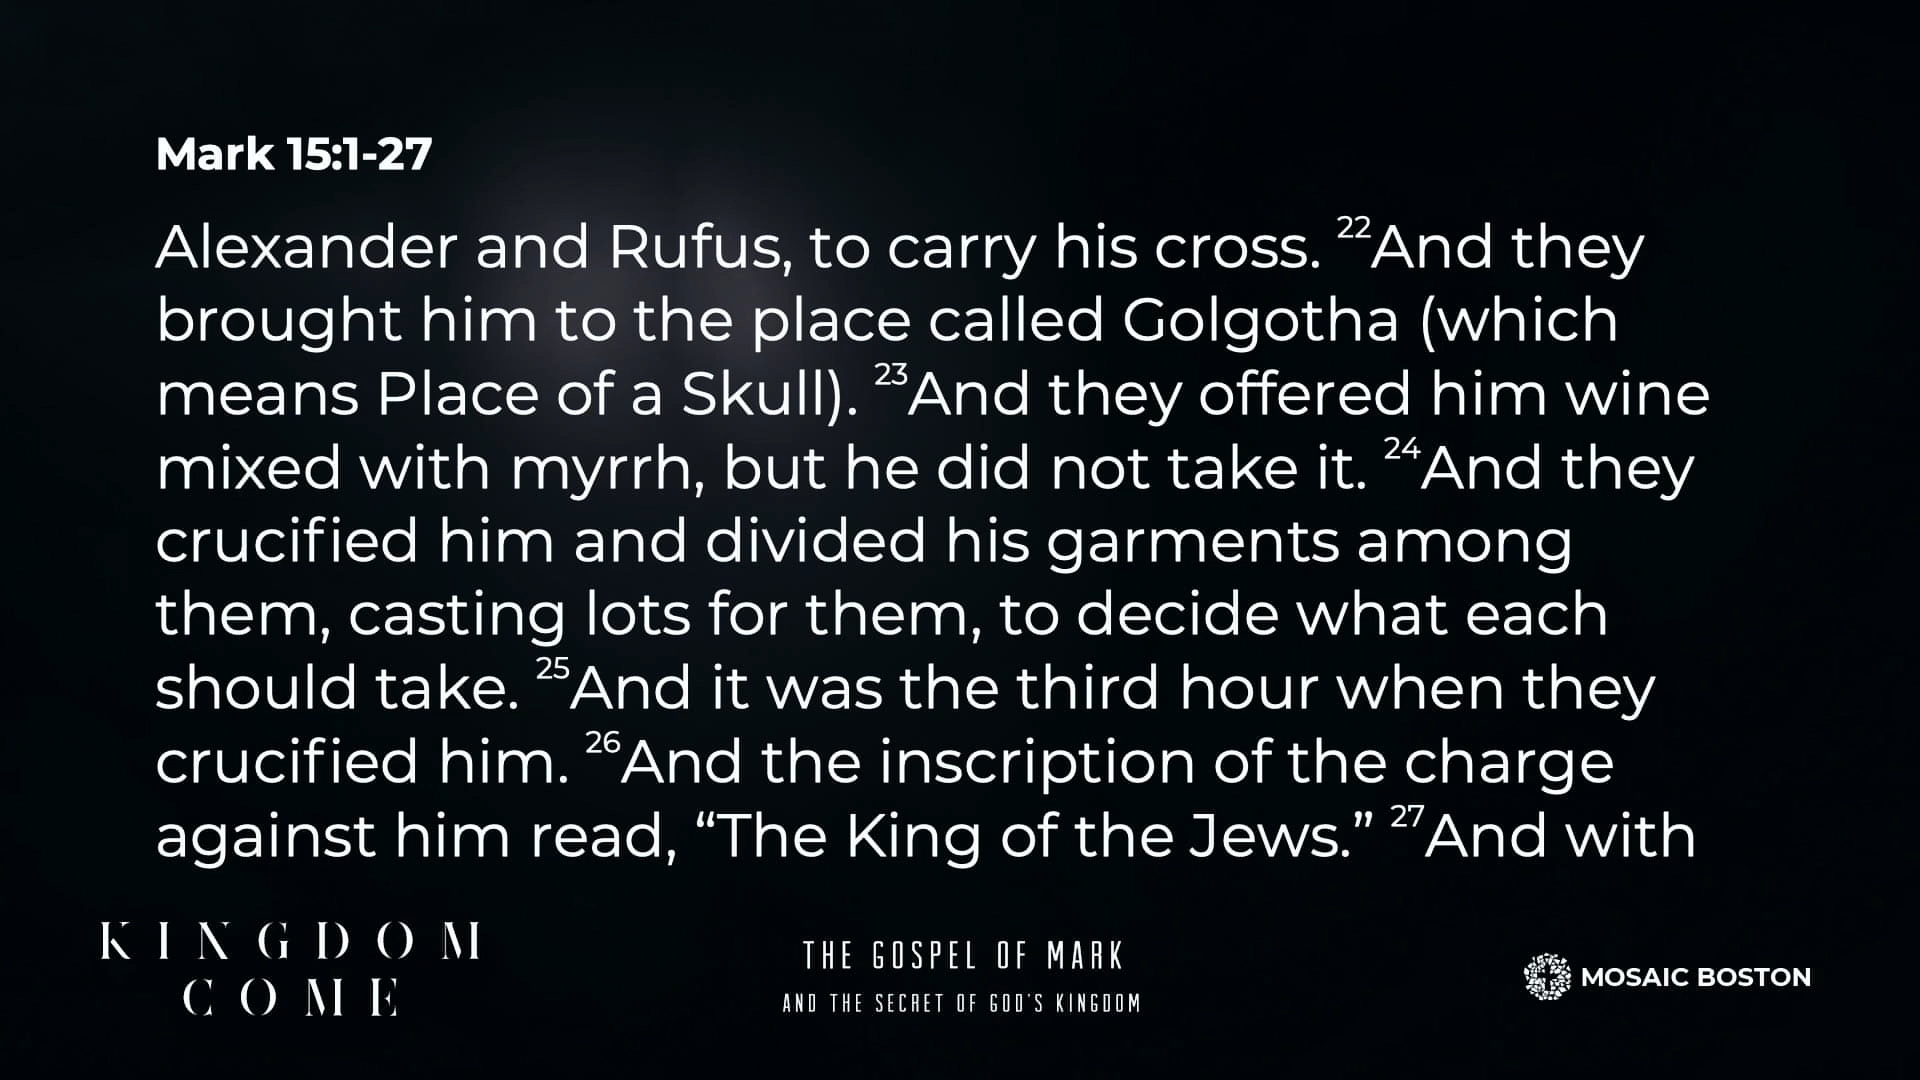 Mark 15:1-27
Alexander and Rufus, to carry his cross. 22And they
brought him to the place called Golgotha (which
means Place of a Skull). 23And they offered him wine
mixed with myrrh, but he did not take it. 24And they
crucified him and divided his garments among
them, casting lots for them, to decide what each
should take. 25And it was the third hour when they
crucified him. 26And the inscription of the charge
against him read, “The King of the Jews.” 27And with
KINGDOM
COME
THE GOSPEL OF MARK
AND THE SECRET OF GOD'S KINGDOM
MOSAIC BOSTON